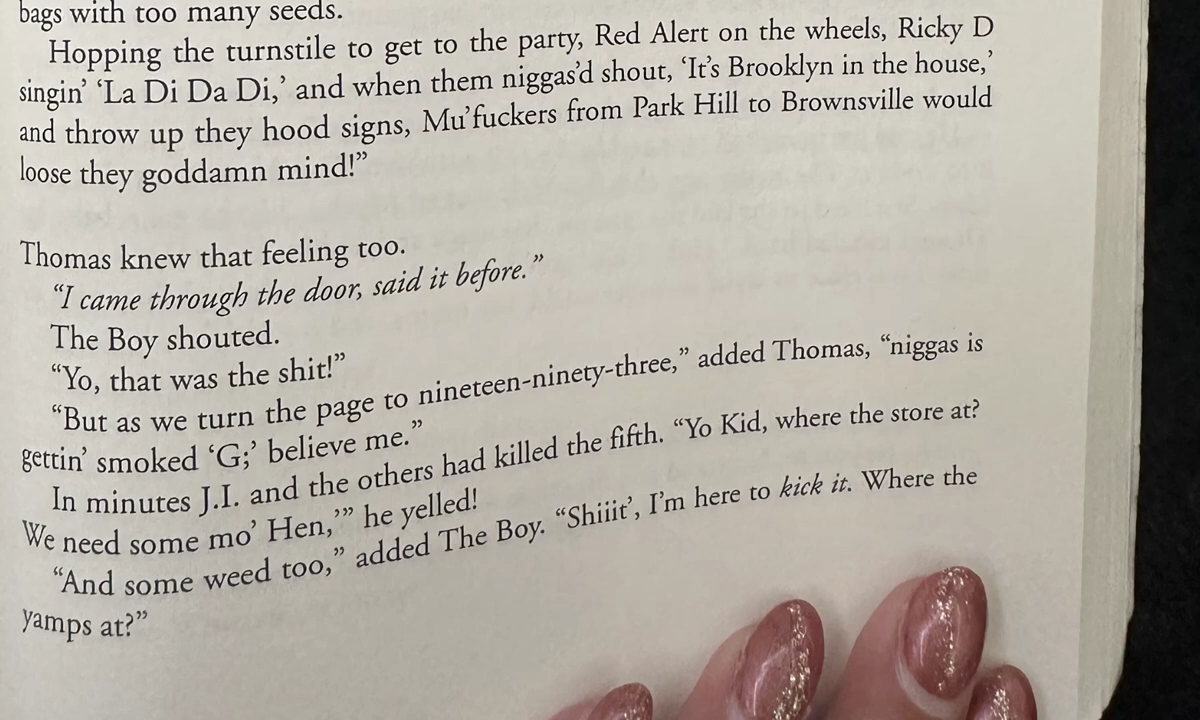 bags with too many seeds.
Hopping the turnstile to get to the party, Red Alert on the wheels, Ricky D
singin’ ‘La Di Da Di,’ and when them niggas’d shout, ‘It’s Brooklyn in the house,’
and throw up they hood signs, Mu’fuckers from Park Hill to Brownsville would
loose they goddamn mind!”
Thomas knew that feeling too.
“I came through the door, said it before.”
The Boy shouted.
“Yo, that was the shit!”
“But as we turn the page to nineteen-ninety-three,” added Thomas, “niggas is
gettin’ smoked ‘G;’ believe me.”
In minutes J.I. and the others had killed the fifth. “Yo Kid, where the store at?
We need some mo’ Hen,’” he yelled!
“And some weed too,” added The Boy. “Shiiit’, I’m here to kick it. Where the
yamps at?”